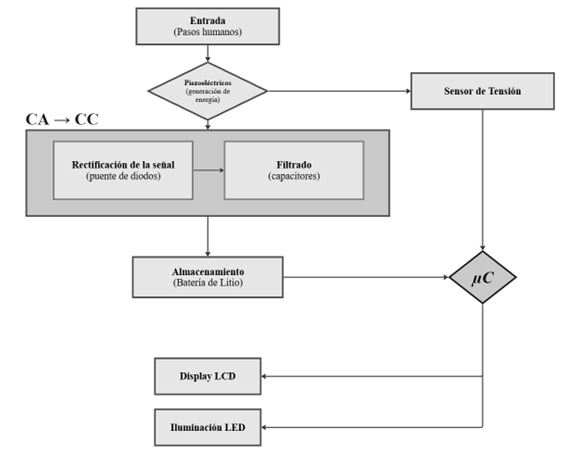 Entrada
(Pasos humanos)
Piezoeléctricos
(generación de
energía)
Sensor de Tensión
CA → CC
Rectificación de la señal
(puente de diodos)
Filtrado
(capacitores)
Almacenamiento
(Batería de Litio)
μC
Display LCD
Iluminación LED